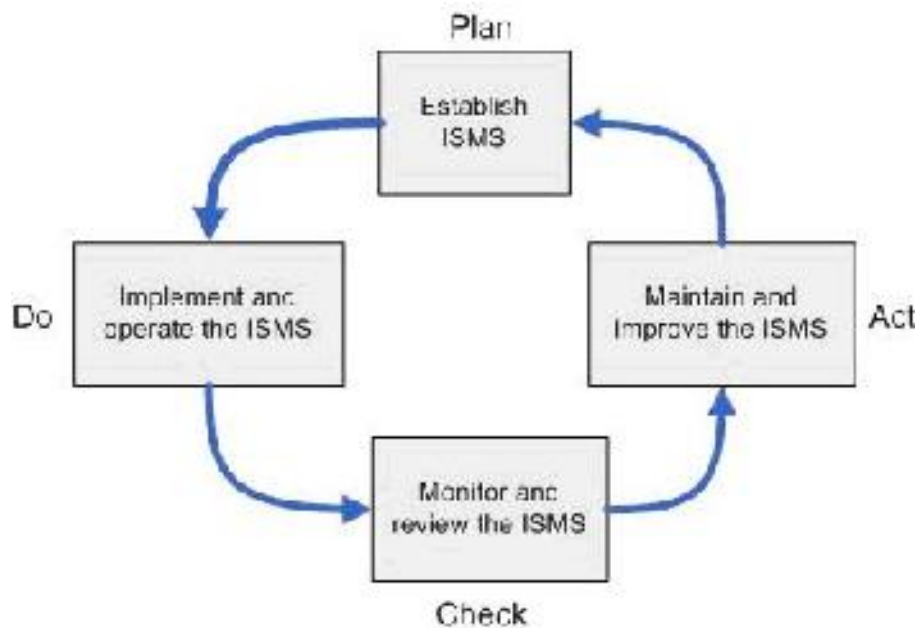 Plan
Establish
ISMS
Do
Implement and
operate the ISMS
Maintain and
improve the ISMS
Act
Monitor and
review the ISMS
Check